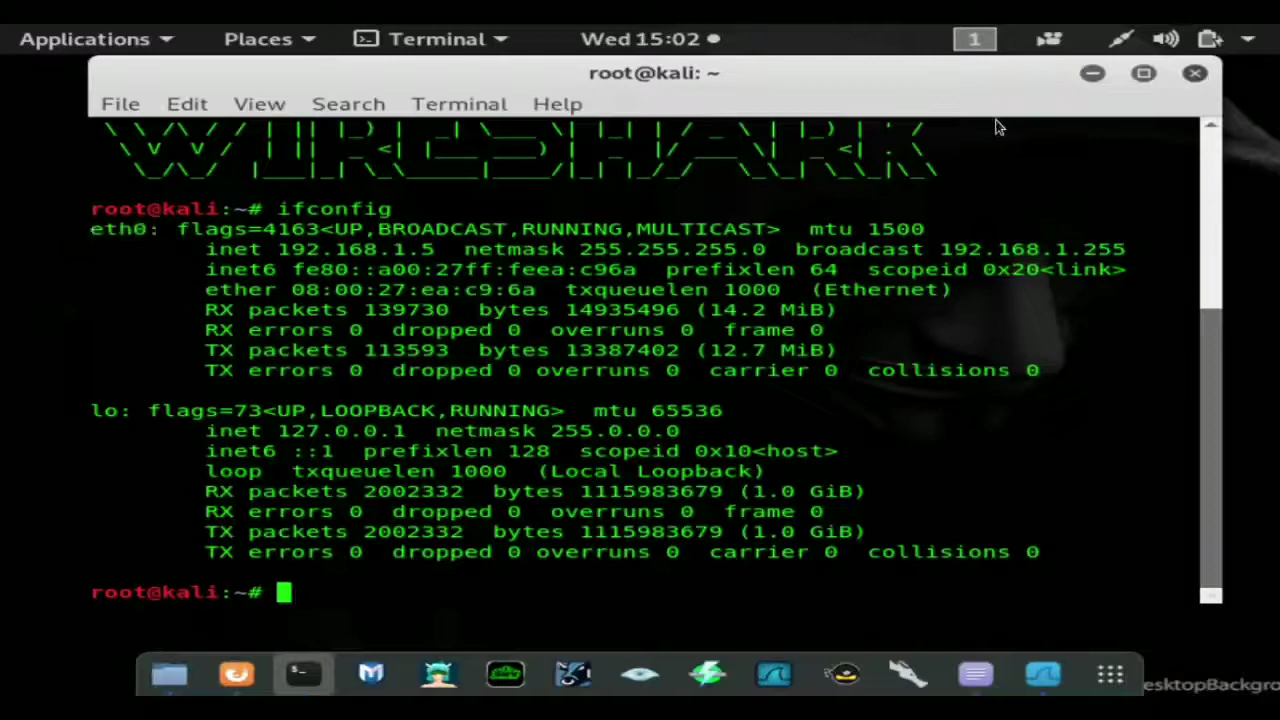 Applications Places Terminal Wed 15:02 1
root@kali: ~
File Edit View Search Terminal Help
WIRESHARK
root@kali:~# ifconfig
eth0: flags=4163<UP,BROADCAST,RUNNING,MULTICAST>  mtu 1500
inet 192.168.1.5  netmask 255.255.255.0  broadcast 192.168.1.255
inet6 fe80::a00:27ff:feea:c96a  prefixlen 64  scopeid 0x20<link>
ether 08:00:27:ea:c9:6a  txqueuelen 1000  (Ethernet)
RX packets 139730  bytes 14935496 (14.2 MiB)
RX errors 0  dropped 0  overruns 0  frame 0
TX packets 113593  bytes 13387402 (12.7 MiB)
TX errors 0  dropped 0 overruns 0  carrier 0  collisions 0
lo: flags=73<UP,LOOPBACK,RUNNING>  mtu 65536
inet 127.0.0.1  netmask 255.0.0.0
inet6 ::1  prefixlen 128  scopeid 0x10<host>
loop  txqueuelen 1000  (Local Loopback)
RX packets 2002332  bytes 1115983679 (1.0 GiB)
RX errors 0  dropped 0  overruns 0  frame 0
TX packets 2002332  bytes 1115983679 (1.0 GiB)
TX errors 0  dropped 0 overruns 0  carrier 0  collisions 0
root@kali:~#
esktopBackgro